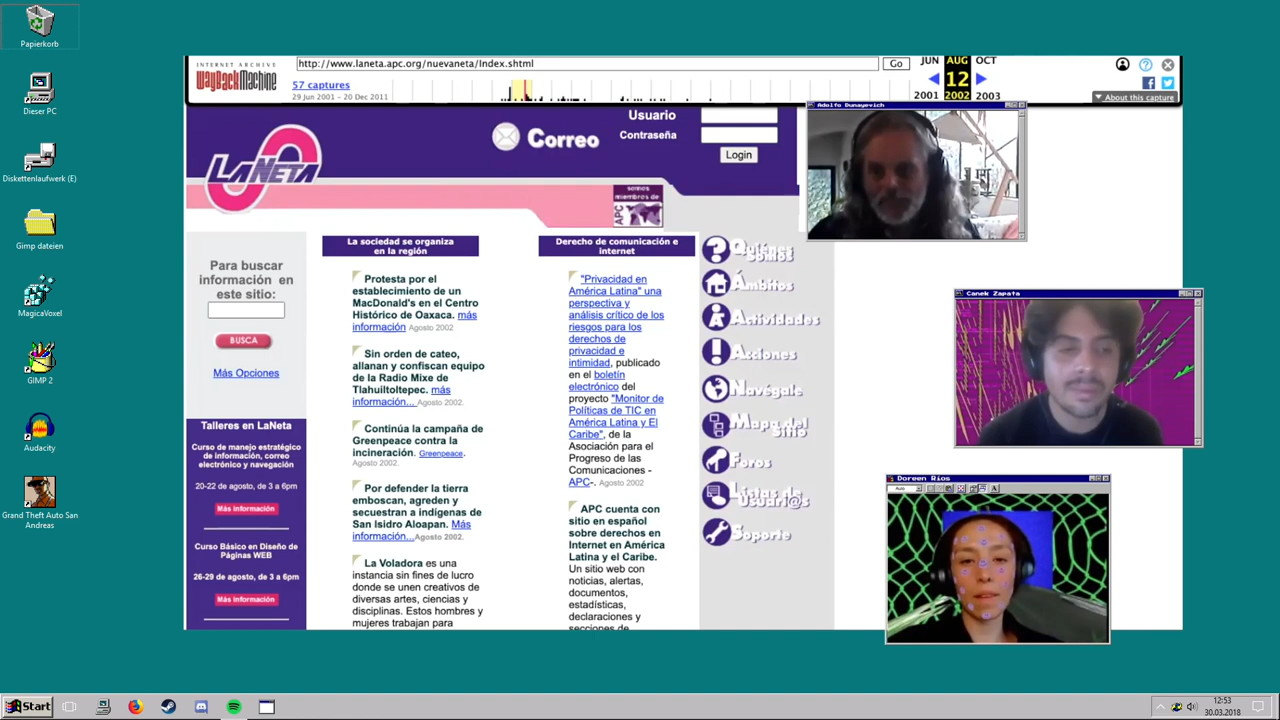 Papierkorb
Dieser PC
Diskettenlaufwerk (E)
Gimp dateien
MagicaVoxel
GIMP 2
Audacity
Grand Theft Auto San
Andreas
INTERNET ARCHIVE
WayBackMachine
http://www.laneta.apc.org/nuevaneta/Index.shtml
Go
57 captures
29 Jun 2001 – 20 Dec 2011
JUN AUG OCT
12
2001 2002 2003
About this capture
LaNeta
Correo
Usuario
Contraseña
Login
somos
miembros de
APC
Para buscar
información en
este sitio:
BUSCA
Más Opciones
Talleres en LaNeta
Curso de manejo estratégico
de información, correo
electrónico y navegación
20-22 de agosto, de 3 a 6pm
Más información
Curso Básico en Diseño de
Páginas WEB
26-29 de agosto, de 3 a 6pm
Más información
La sociedad se organiza
en la región
Protesta por el
establecimiento de un
MacDonald's en el Centro
Histórico de Oaxaca. más
información Agosto 2002
Sin orden de cateo,
allanan y confiscan equipo
de la Radio Mixe de
Tlahuiltoltepec. más
información... Agosto 2002.
Continúa la campaña de
Greenpeace contra la
incineración. Greenpeace.
Agosto 2002.
Por defender la tierra
emboscan, agreden y
secuestran a indígenas de
San Isidro Aloapan. Más
información...Agosto 2002.
La Voladora es una
instancia sin fines de lucro
donde se unen creativos de
diversas artes, ciencias y
disciplinas. Estos hombres y
mujeres trabajan para
Derecho de comunicación e
internet
"Privacidad en
América Latina" una
perspectiva y
análisis crítico de los
riesgos para los
derechos de
privacidad e
intimidad, publicado
en el boletín
electrónico del
proyecto "Monitor de
Políticas de TIC en
América Latina y El
Caribe", de la
Asociación para el
Progreso de las
Comunicaciones -
APC-. Agosto 2002
APC cuenta con
sitio en español
sobre derechos en
Internet en América
Latina y el Caribe.
Un sitio web con
noticias, alertas,
documentos,
estadísticas,
declaraciones y
secciones de
Quiénes
Somos
Ámbitos
Actividades
Acciones
Navégale
Mapa del
Sitio
Foros
Listas de
Soporte
Adolfo Dunayevich
Canek Zapata
Doreen Ríos
Auto
A
Start
12:53
30.03.2018